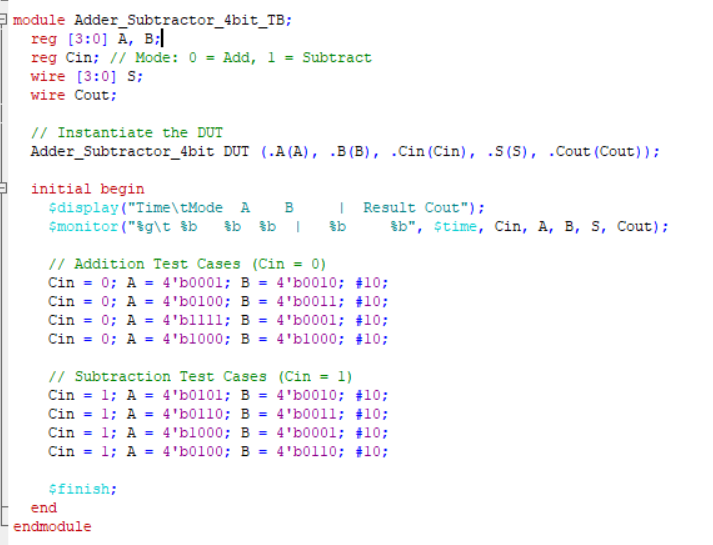 module Adder_Subtractor_4bit_TB;
  reg [3:0] A, B;
  reg Cin; // Mode: 0 = Add, 1 = Subtract
  wire [3:0] S;
  wire Cout;
  // Instantiate the DUT
  Adder_Subtractor_4bit DUT (.A(A), .B(B), .Cin(Cin), .S(S), .Cout(Cout));
  initial begin
    $display("Time\tMode  A    B     |  Result Cout");
    $monitor("%g\t %b   %b  %b  |   %b     %b", $time, Cin, A, B, S, Cout);
    // Addition Test Cases (Cin = 0)
    Cin = 0; A = 4'b0001; B = 4'b0010; #10;
    Cin = 0; A = 4'b0100; B = 4'b0011; #10;
    Cin = 0; A = 4'b1111; B = 4'b0001; #10;
    Cin = 0; A = 4'b1000; B = 4'b1000; #10;
    // Subtraction Test Cases (Cin = 1)
    Cin = 1; A = 4'b0101; B = 4'b0010; #10;
    Cin = 1; A = 4'b0110; B = 4'b0011; #10;
    Cin = 1; A = 4'b1000; B = 4'b0001; #10;
    Cin = 1; A = 4'b0100; B = 4'b0110; #10;
    $finish;
  end
endmodule